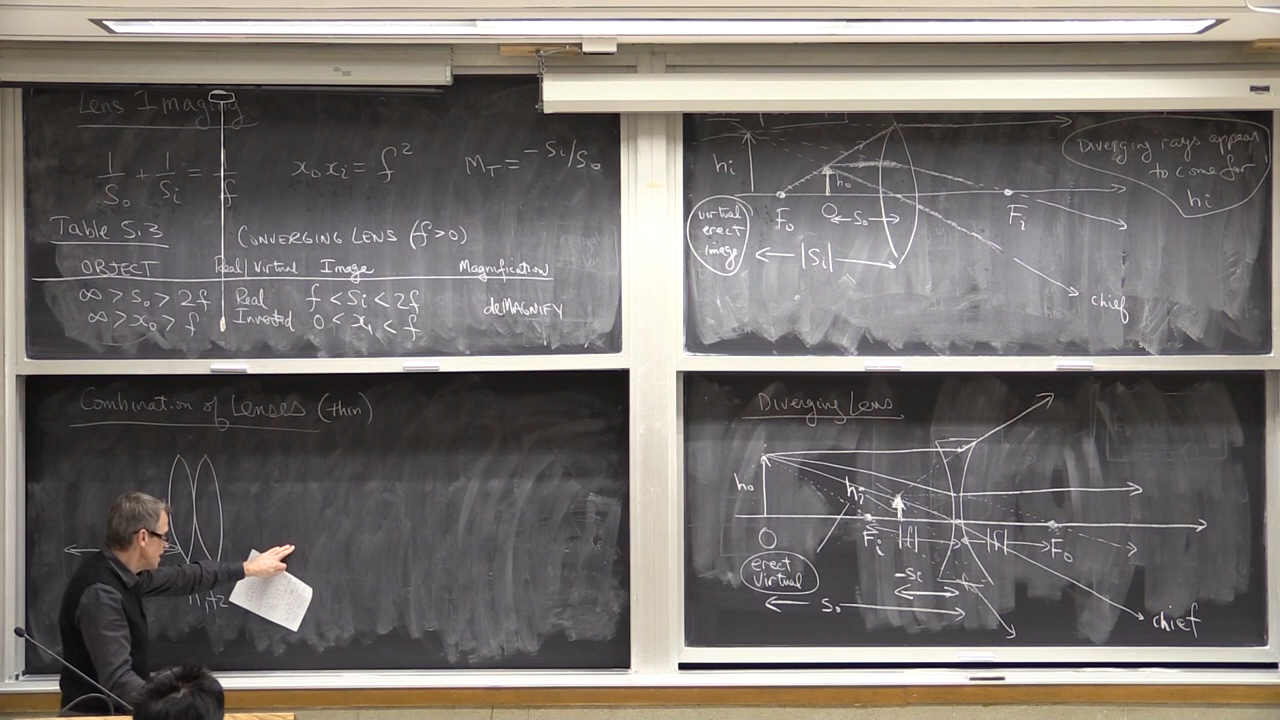 Lens Imaging
1/So + 1/Si = 1/f
xoxi = f²
MT = -Si/So
Table 5.3
CONVERGING LENS (f>0)
OBJECT
Real/Virtual Image
Magnification
∞ > So > 2f
Real
f < Si < 2f
deMAGNIFY
∞ > xo > f
Inverted
0 < xi < f
Combination of Lenses (thin)
hi
ho
Fo
O
So
Fi
|Si|
virtual
erect
image
chief
Diverging rays appear
to come for
hi
Diverging Lens
ho
hi
O
Fi
|f|
|f|
Fo
erect
Virtual
-Si
So
chief